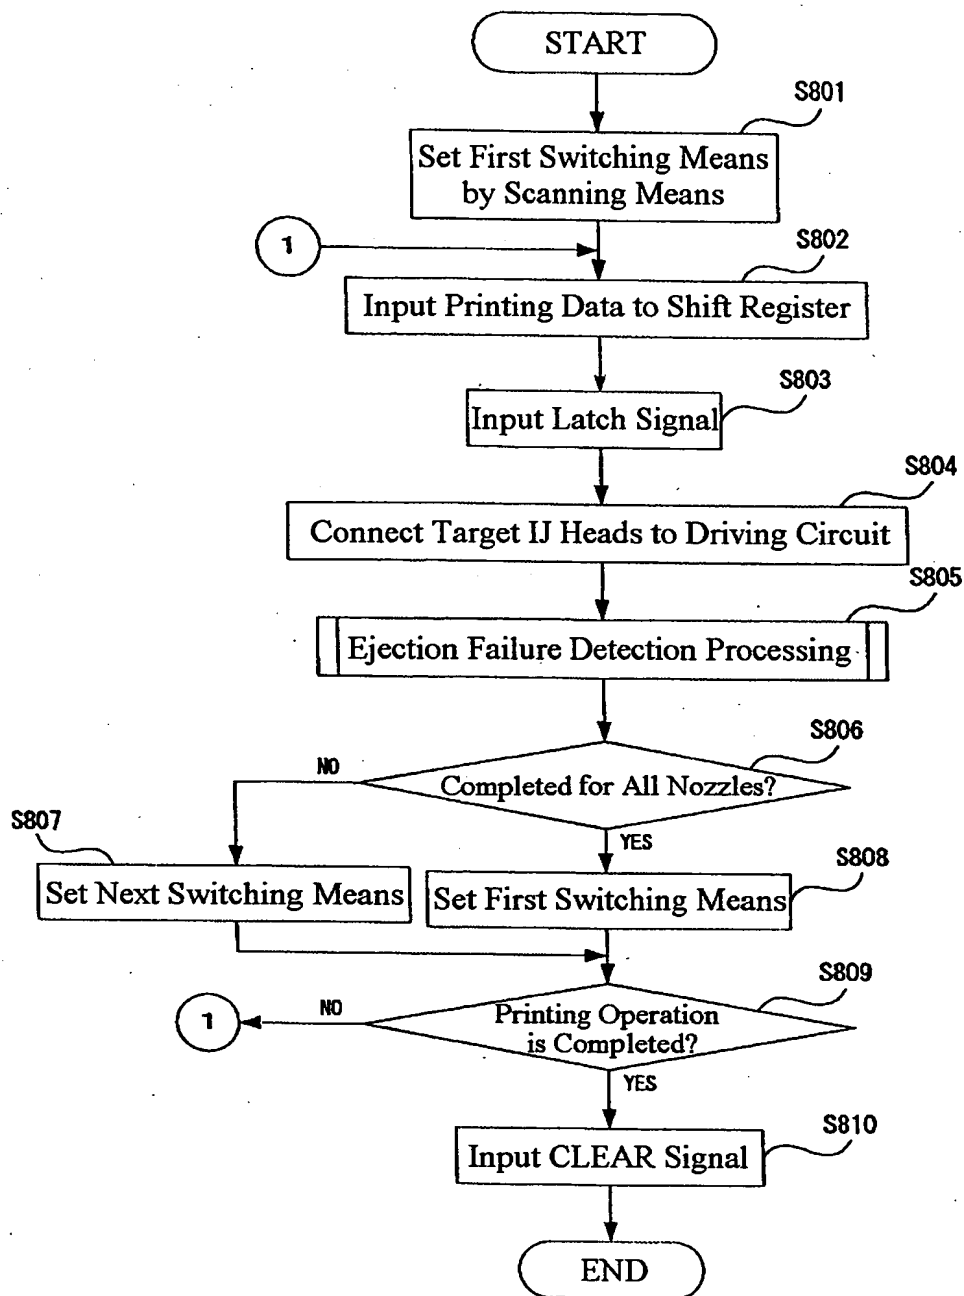 START
S801
Set First Switching Means
by Scanning Means
1
S802
Input Printing Data to Shift Register
S803
Input Latch Signal
S804
Connect Target IJ Heads to Driving Circuit
S805
Ejection Failure Detection Processing
S806
NO
Completed for All Nozzles?
YES
S807
Set Next Switching Means
S808
Set First Switching Means
S809
1
NO
Printing Operation
is Completed?
YES
S810
Input CLEAR Signal
END